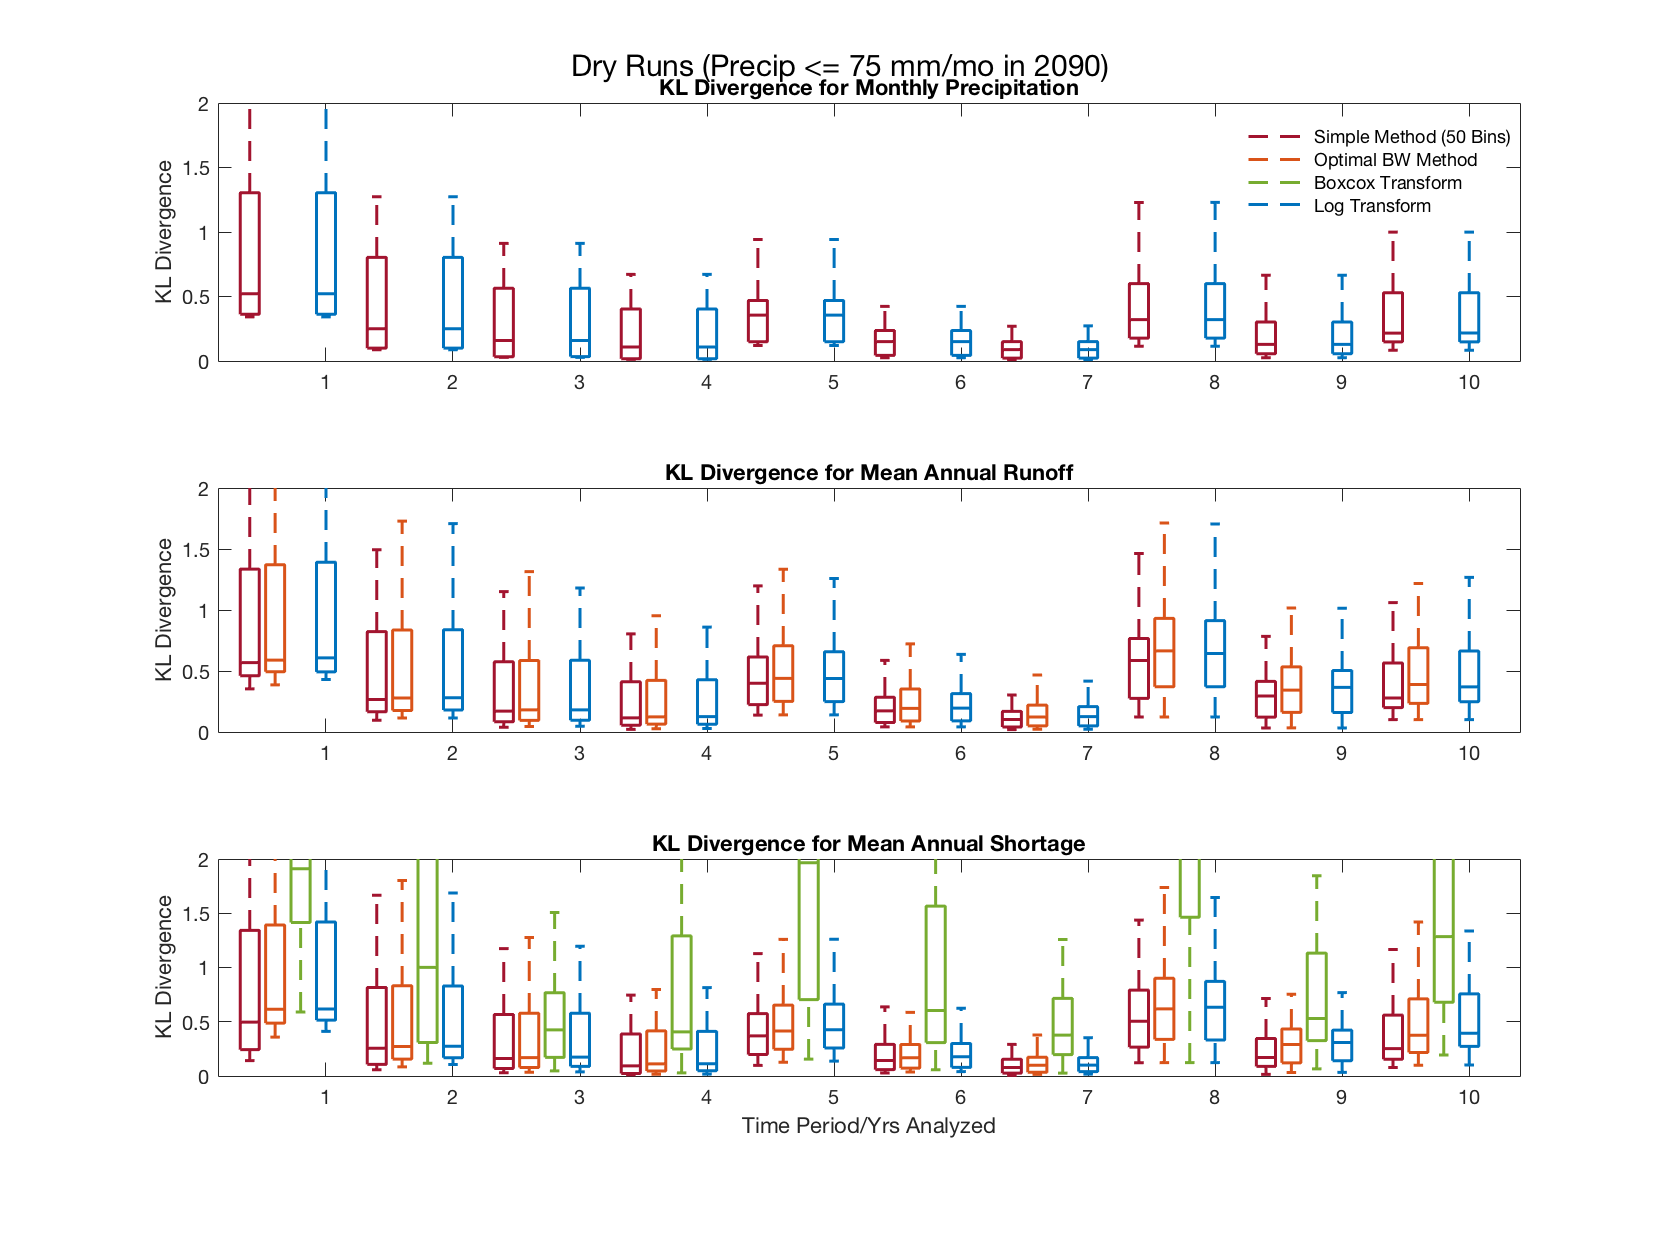 Dry Runs (Precip <= 75 mm/mo in 2090)
KL Divergence for Monthly Precipitation
KL Divergence
2
1.5
1
0.5
0
Simple Method (50 Bins)
Optimal BW Method
Boxcox Transform
Log Transform
1 2 3 4 5 6 7 8 9 10
KL Divergence for Mean Annual Runoff
KL Divergence
2
1.5
1
0.5
0
1 2 3 4 5 6 7 8 9 10
KL Divergence for Mean Annual Shortage
KL Divergence
2
1.5
1
0.5
0
1 2 3 4 5 6 7 8 9 10
Time Period/Yrs Analyzed